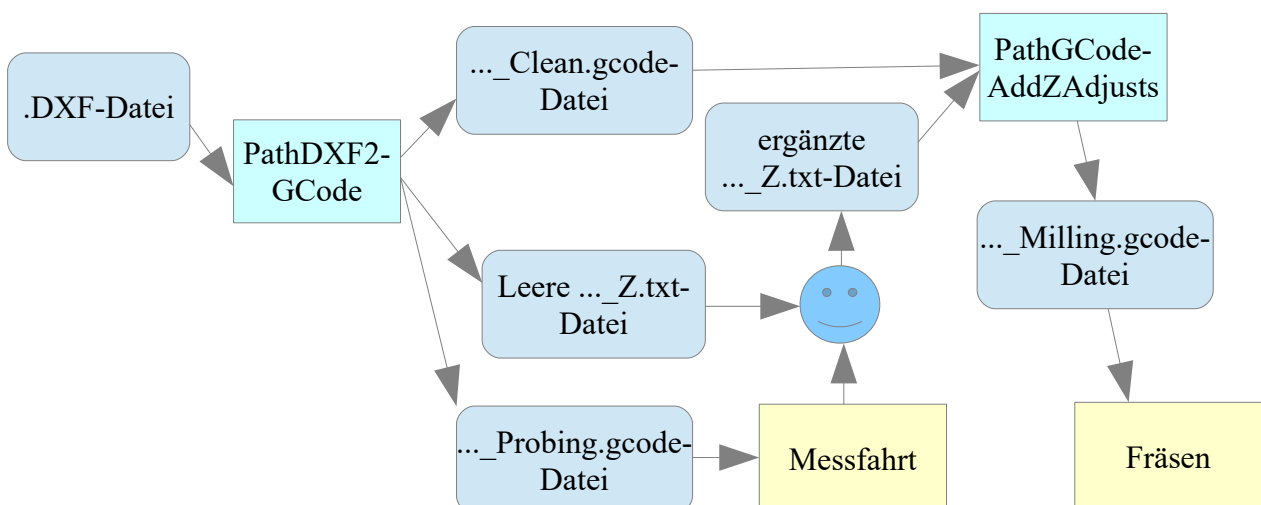 .DXF-Datei
PathDXF2-
GCode
..._Clean.gcode-
Datei
Leere ..._Z.txt-
Datei
..._Probing.gcode-
Datei
ergänzte
..._Z.txt-Datei
Messfahrt
PathGCode-
AddZAdjusts
..._Milling.gcode-
Datei
Fräsen